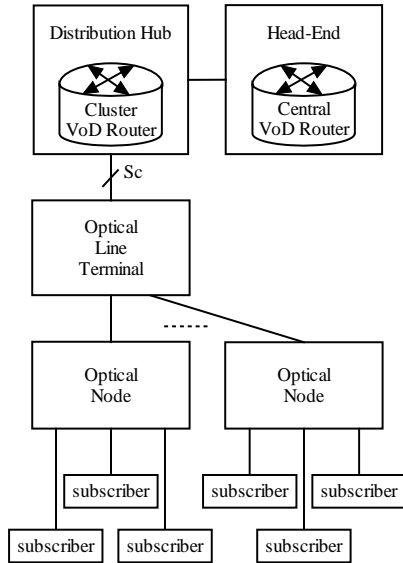 Distribution Hub
Cluster
VoD Router
Head-End
Central
VoD Router
Sc
Optical
Line
Terminal
Optical
Node
Optical
Node
subscriber
subscriber
subscriber
subscriber
subscriber
subscriber